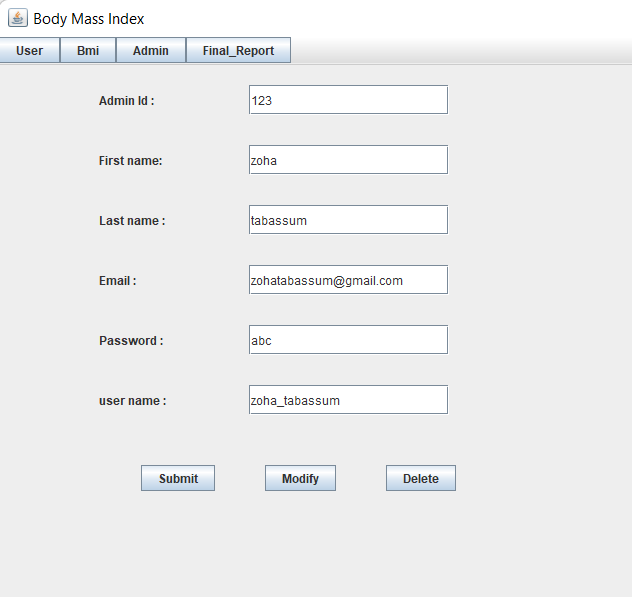 Body Mass Index
User Bmi Admin Final_Report
Admin Id : 123
First name: zoha
Last name : tabassum
Email : zohatabassum@gmail.com
Password : abc
user name : zoha_tabassum
Submit Modify Delete